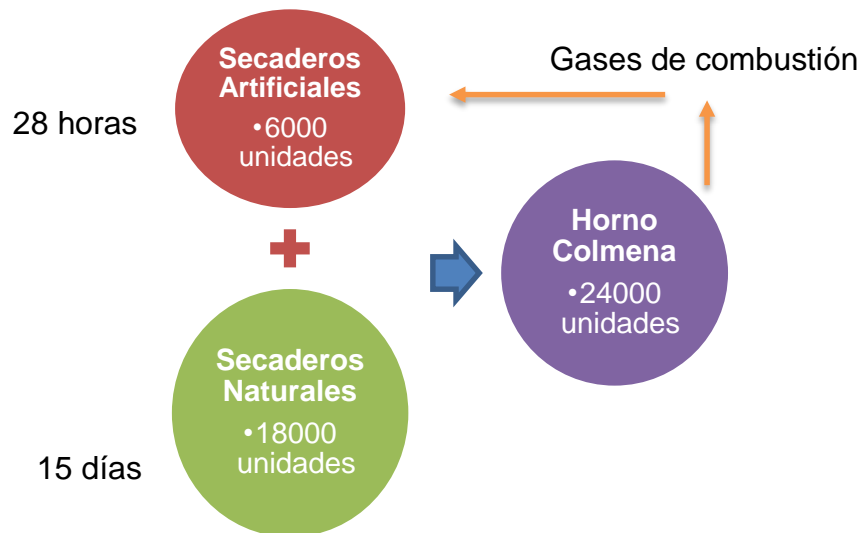 Secaderos
Artificiales
•6000
unidades
28 horas
Gases de combustión
Horno
Colmena
•24000
unidades
Secaderos
Naturales
•18000
unidades
15 días